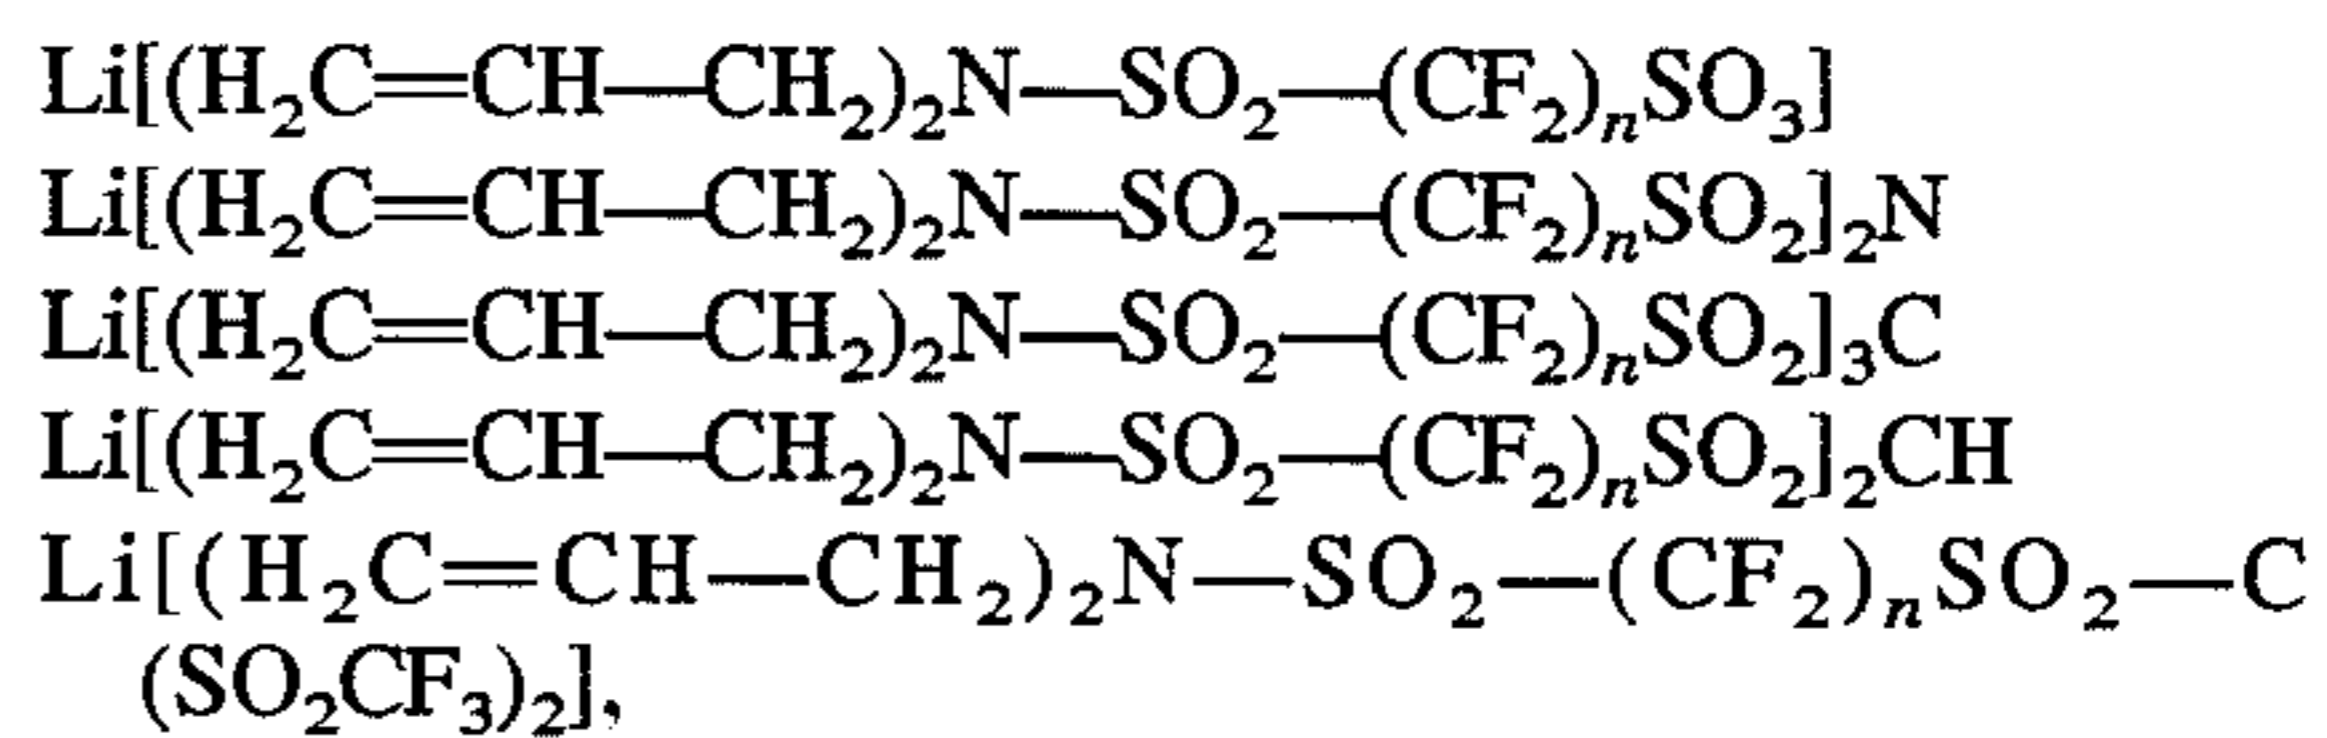 Li[(H₂C=CH—CH₂)₂N—SO₂—(CF₂)ₙSO₃]
Li[(H₂C=CH—CH₂)₂N—SO₂—(CF₂)ₙSO₂]₂N
Li[(H₂C=CH—CH₂)₂N—SO₂—(CF₂)ₙSO₂]₃C
Li[(H₂C=CH—CH₂)₂N—SO₂—(CF₂)ₙSO₂]₂CH
Li[(H₂C=CH—CH₂)₂N—SO₂—(CF₂)ₙSO₂—C
(SO₂CF₃)₂],